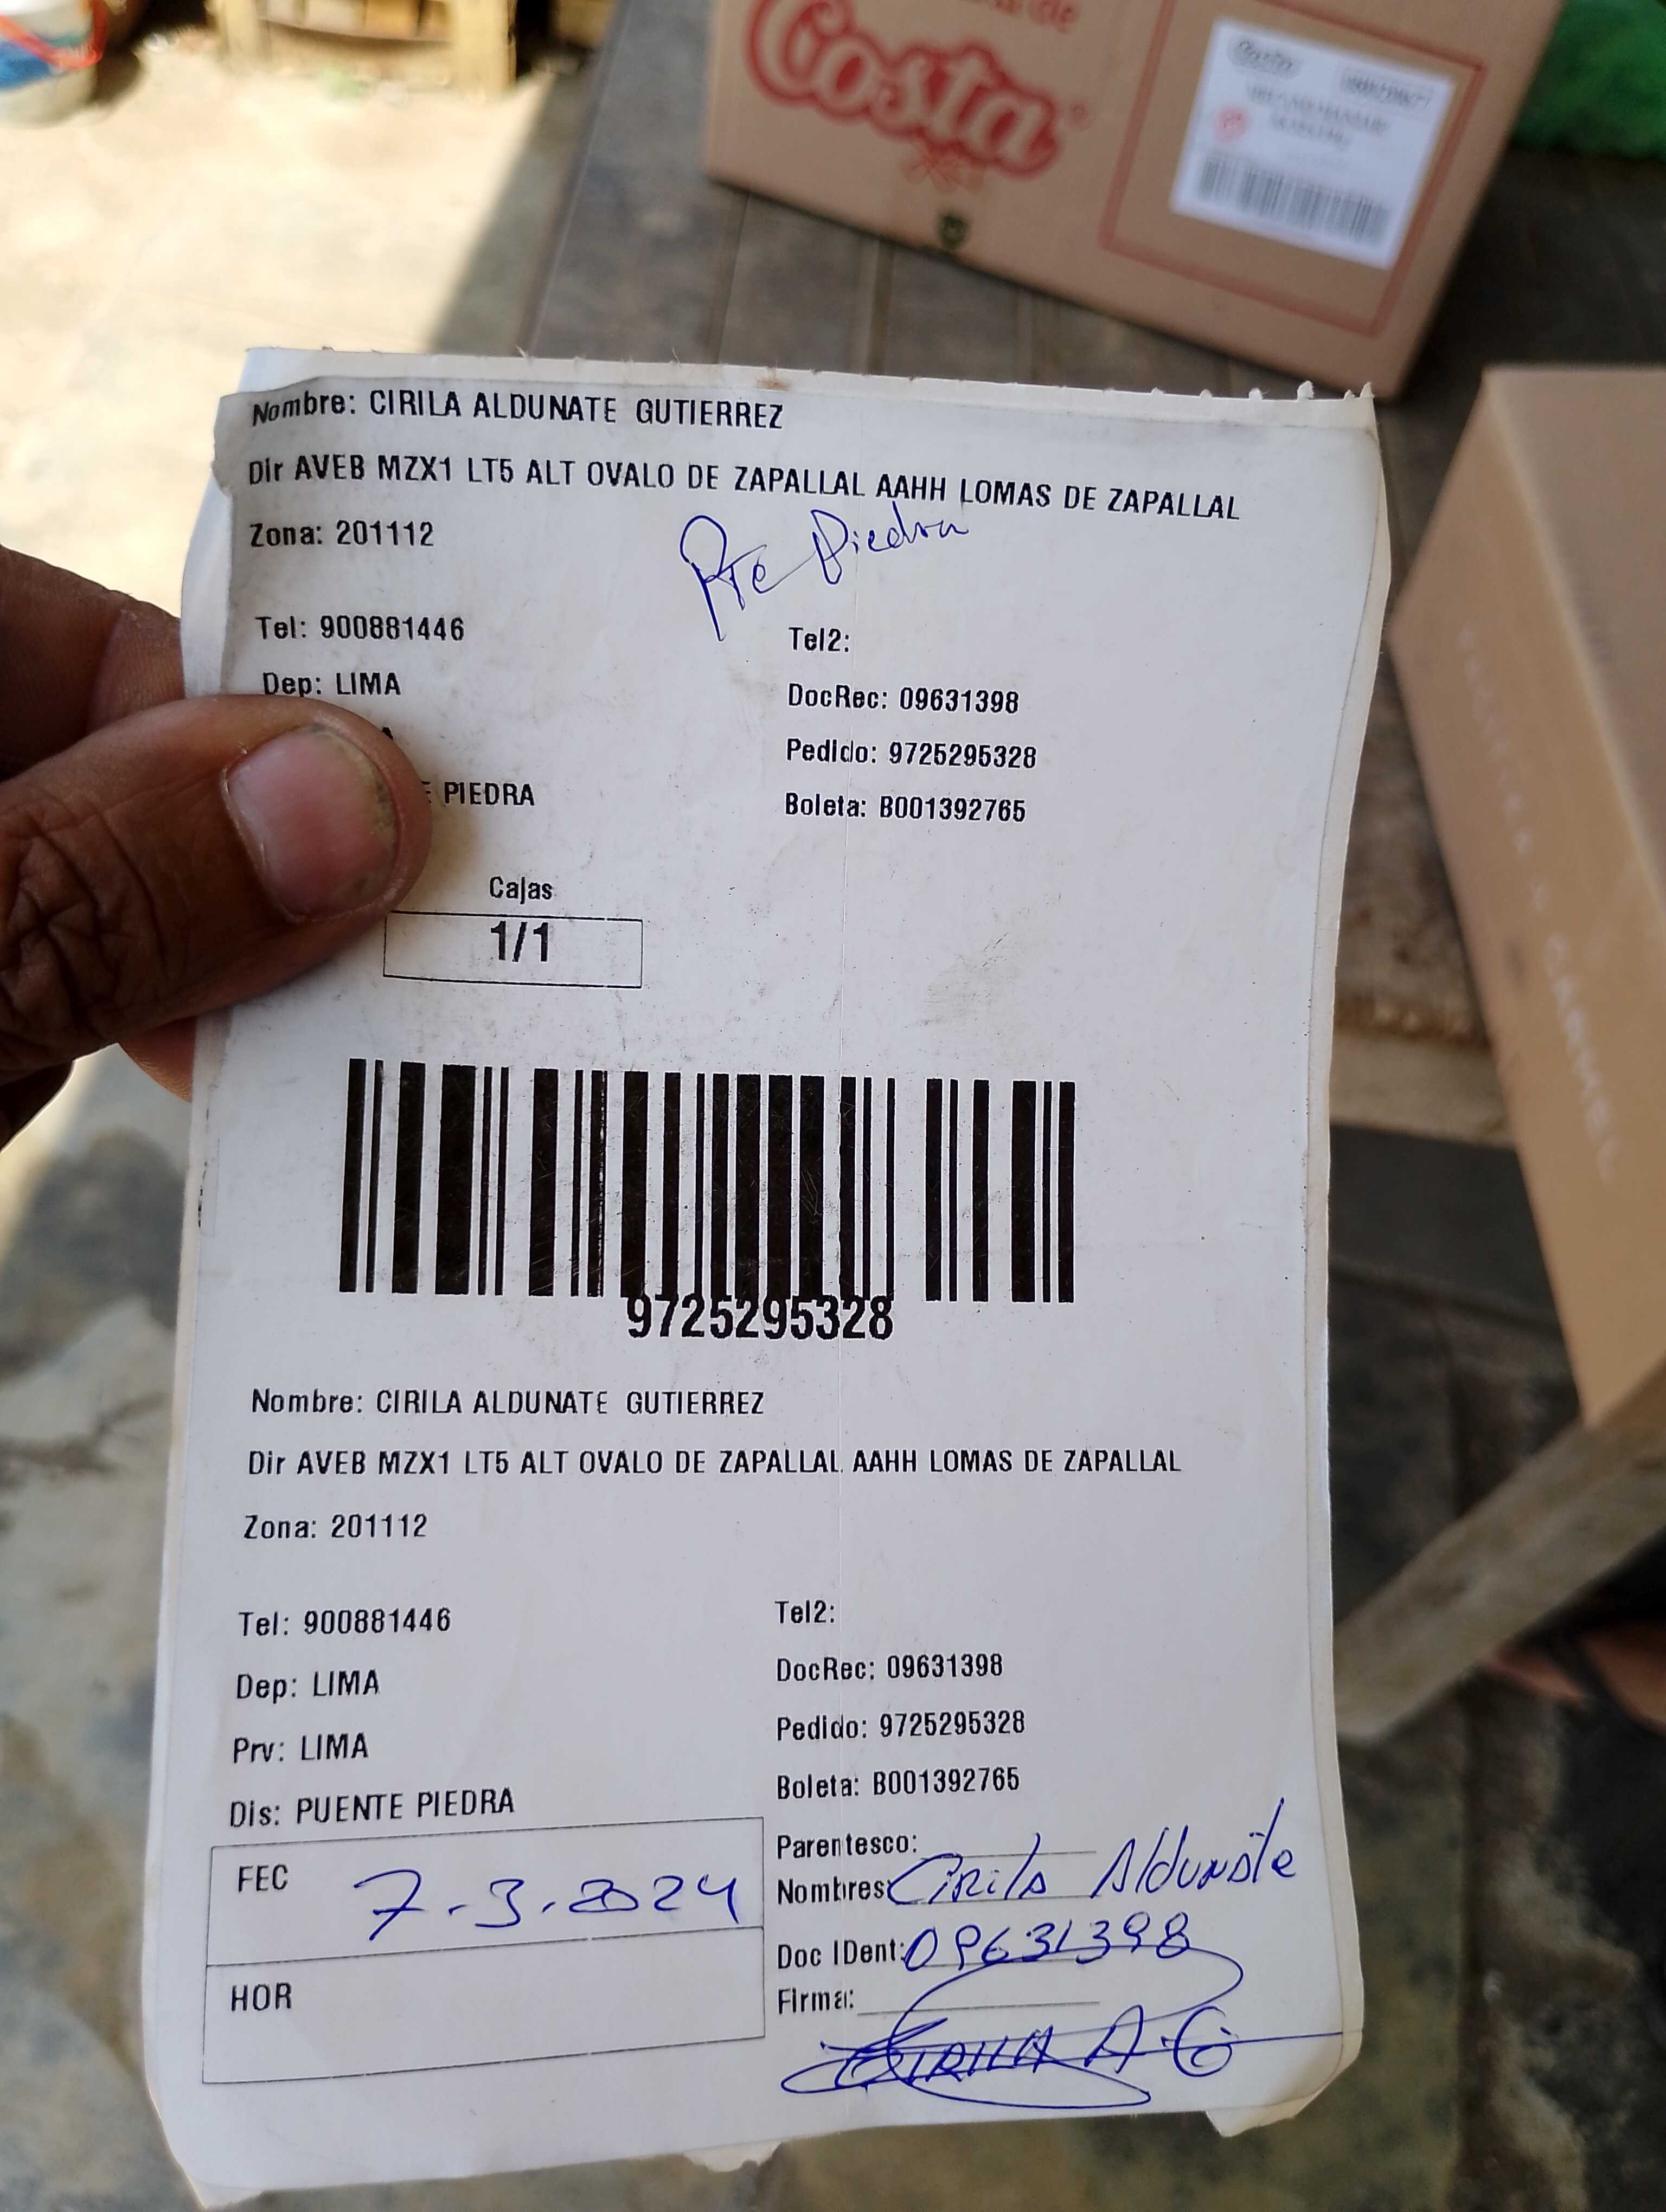 de
Costa
Nombre: CIRILA ALDUNATE GUTIERREZ
Dir AVEB MZX1 LT5 ALT OVALO DE ZAPALLAL AAHH LOMAS DE ZAPALLAL
Zona: 201112
Pte Piedra
Tel: 900881446
Tel2:
Dep: LIMA
DocRec: 09631398
A
Pedido: 9725295328
E PIEDRA
Boleta: B001392765
Cajas
1/1
9725295328
Nombre: CIRILA ALDUNATE GUTIERREZ
Dir AVEB MZX1 LT5 ALT OVALO DE ZAPALLAL AAHH LOMAS DE ZAPALLAL
Zona: 201112
Tel: 900881446
Tel2:
Dep: LIMA
DocRec: 09631398
Prv: LIMA
Pedido: 9725295328
Dis: PUENTE PIEDRA
Boleta: B001392765
FEC 7.3.2024
HOR
Parentesco:
Nombres: Cirila Aldunate
Doc IDent: 09631398
Firma:
CIRILA A.G